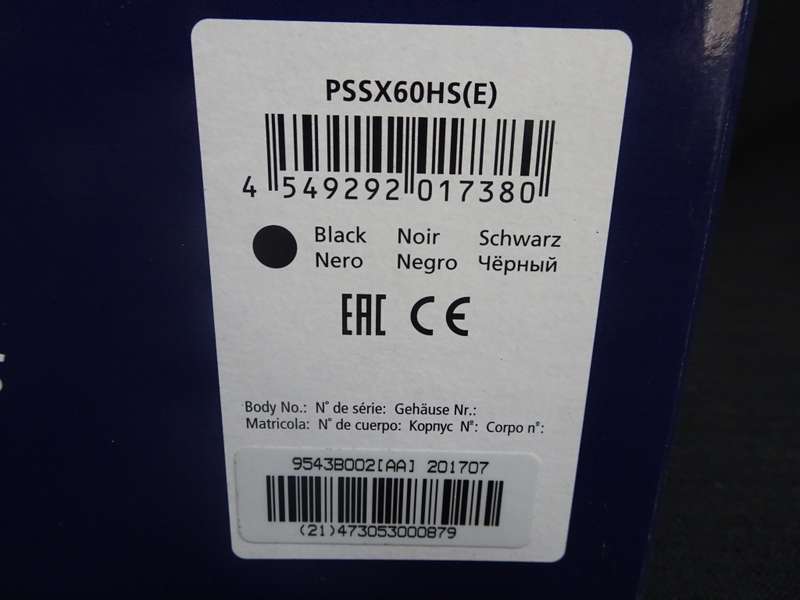 PSSX60HS(E)
4 549292 017380
Black Noir Schwarz
Nero Negro Чёрный
EAC CE
Body No.: N° de série: Gehäuse Nr.:
Matricola: N° de cuerpo: Корпус №: Corpo n°:
9543B002[AA] 201707
(21)473053000879